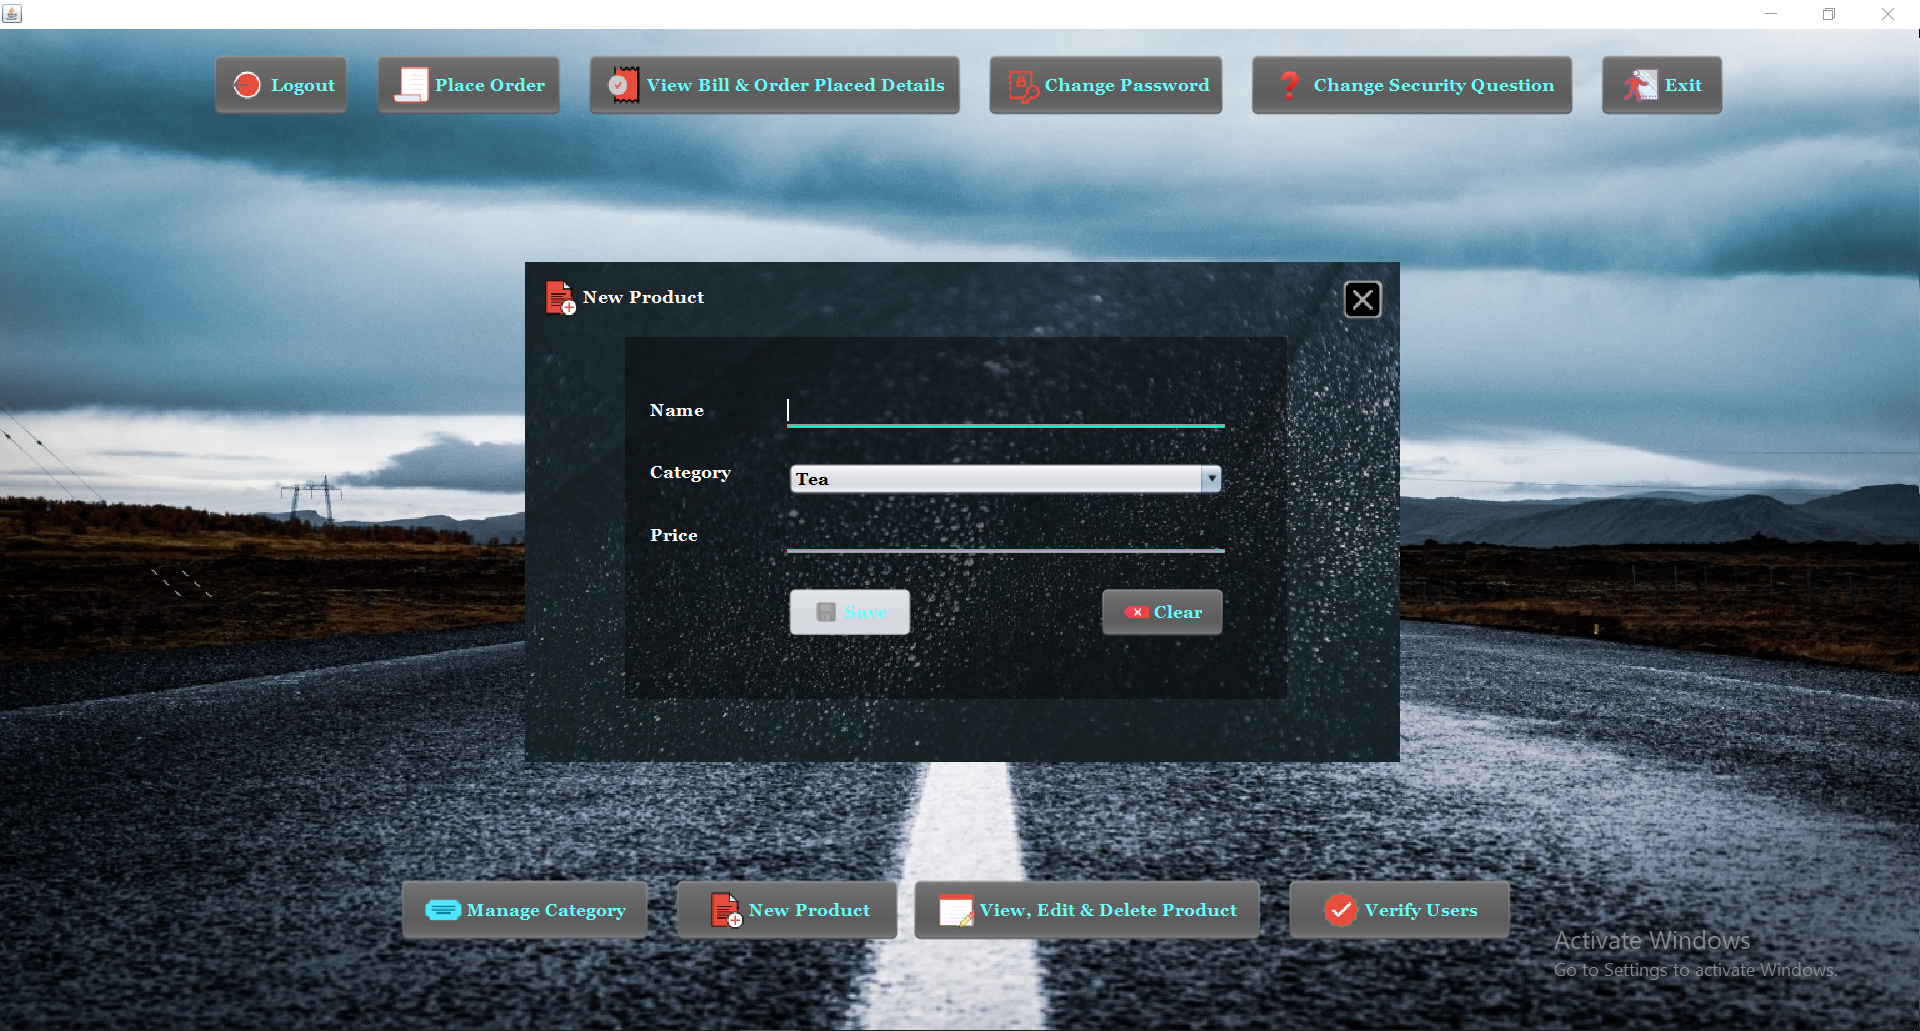 Logout
Place Order
View Bill & Order Placed Details
Change Password
Change Security Question
Exit
New Product
Name
Category
Tea
Price
Save
Clear
Manage Category
New Product
View, Edit & Delete Product
Verify Users
Activate Windows
Go to Settings to activate Windows.